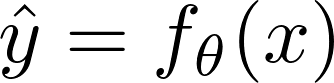 ŷ = f_θ(x)